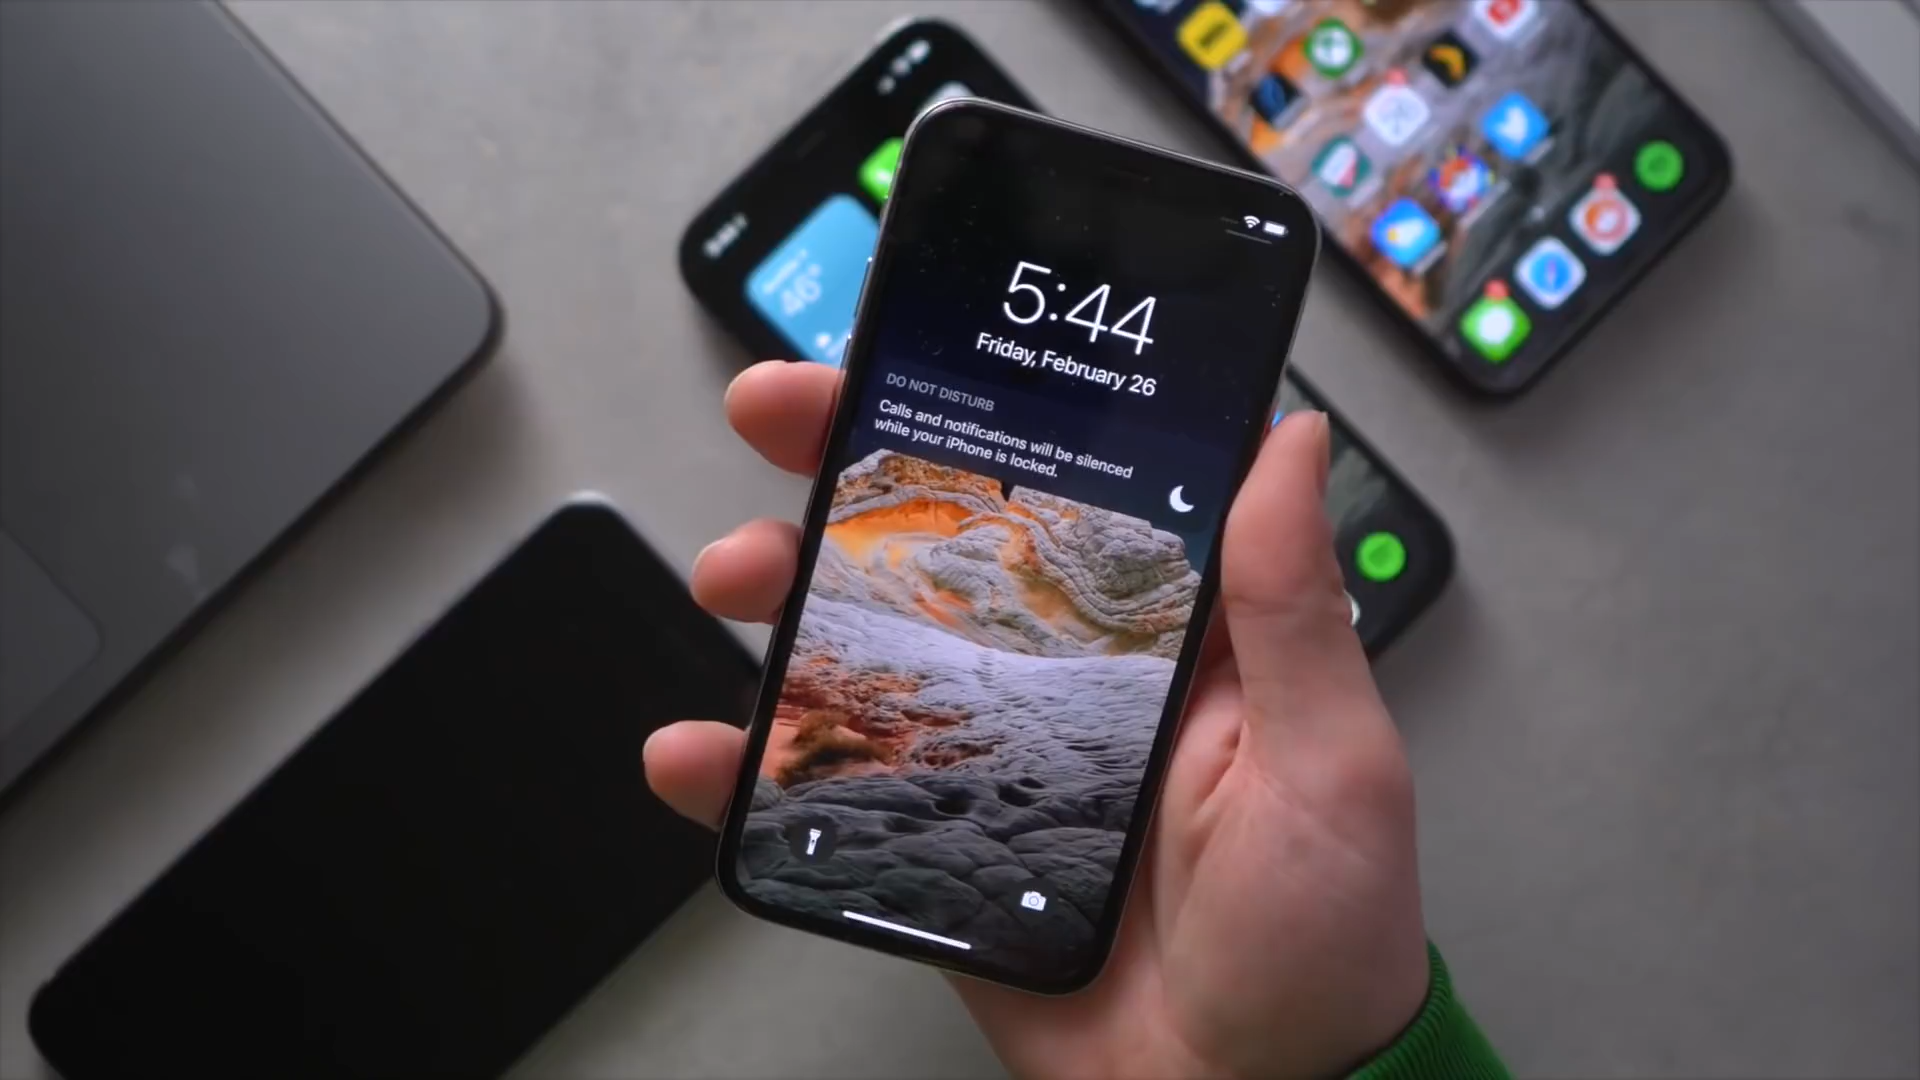 5:44
Friday, February 26
DO NOT DISTURB
Calls and notifications will be silenced
while your iPhone is locked.
46°